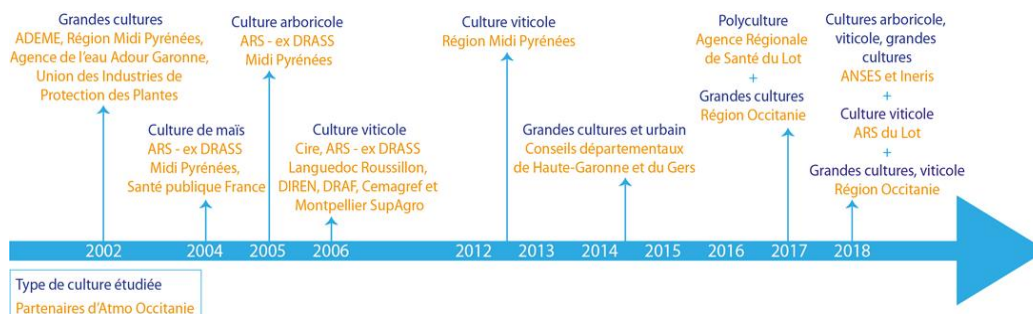 Grandes cultures
ADEME, Région Midi Pyrénées,
Agence de l'eau Adour Garonne,
Union des Industries de
Protection des Plantes
Culture de maïs
ARS - ex DRASS
Midi Pyrénées,
Santé publique France
Culture arboricole
ARS - ex DRASS
Midi Pyrénées
Culture viticole
Cire, ARS - ex DRASS
Languedoc Roussillon,
DIREN, DRAF, Cemagref et
Montpellier SupAgro
Culture viticole
Région Midi Pyrénées
Grandes cultures et urbain
Conseils départementaux
de Haute-Garonne et du Gers
Polyculture
Agence Régionale
de Santé du Lot
+
Grandes cultures
Région Occitanie
Cultures arboricole,
viticole, grandes
cultures
ANSES et Ineris
+
Culture viticole
ARS du Lot
+
Grandes cultures, viticole
Région Occitanie
2002 2004 2005 2006 2012 2013 2014 2015 2016 2017 2018
Type de culture étudiée
Partenaires d'Atmo Occitanie